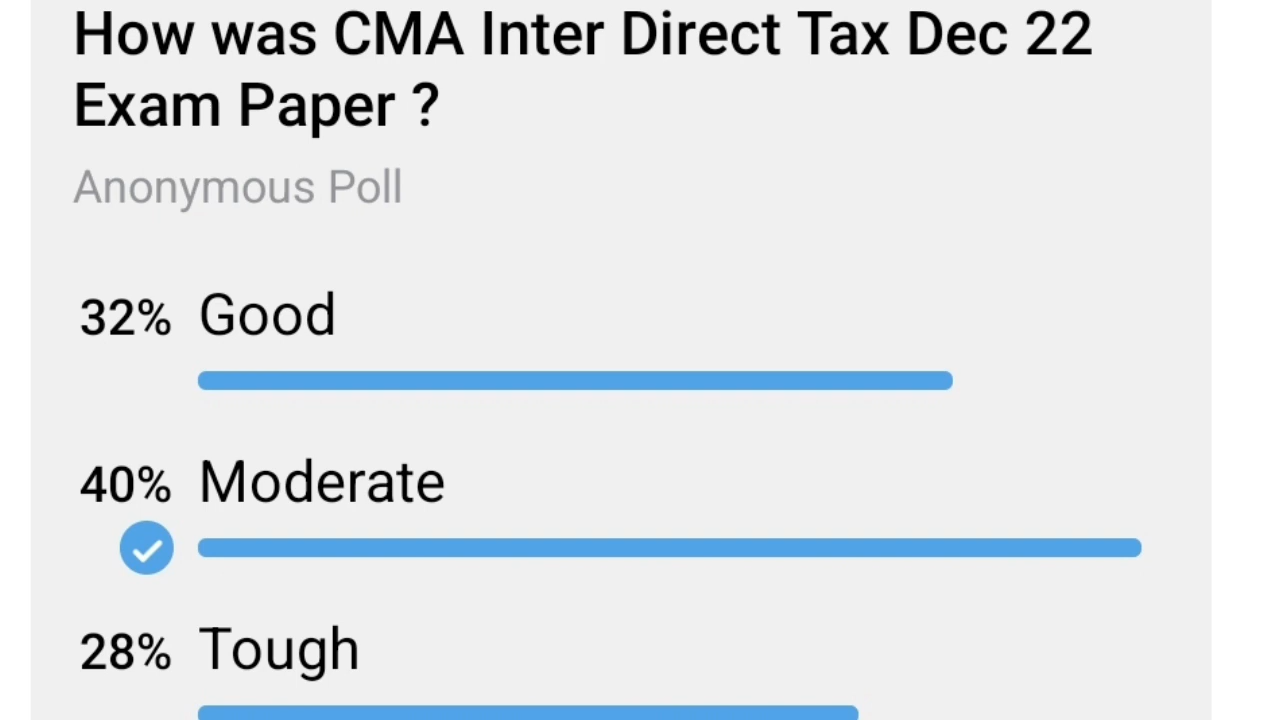 How was CMA Inter Direct Tax Dec 22
Exam Paper ?
Anonymous Poll
32% Good
40% Moderate
28% Tough